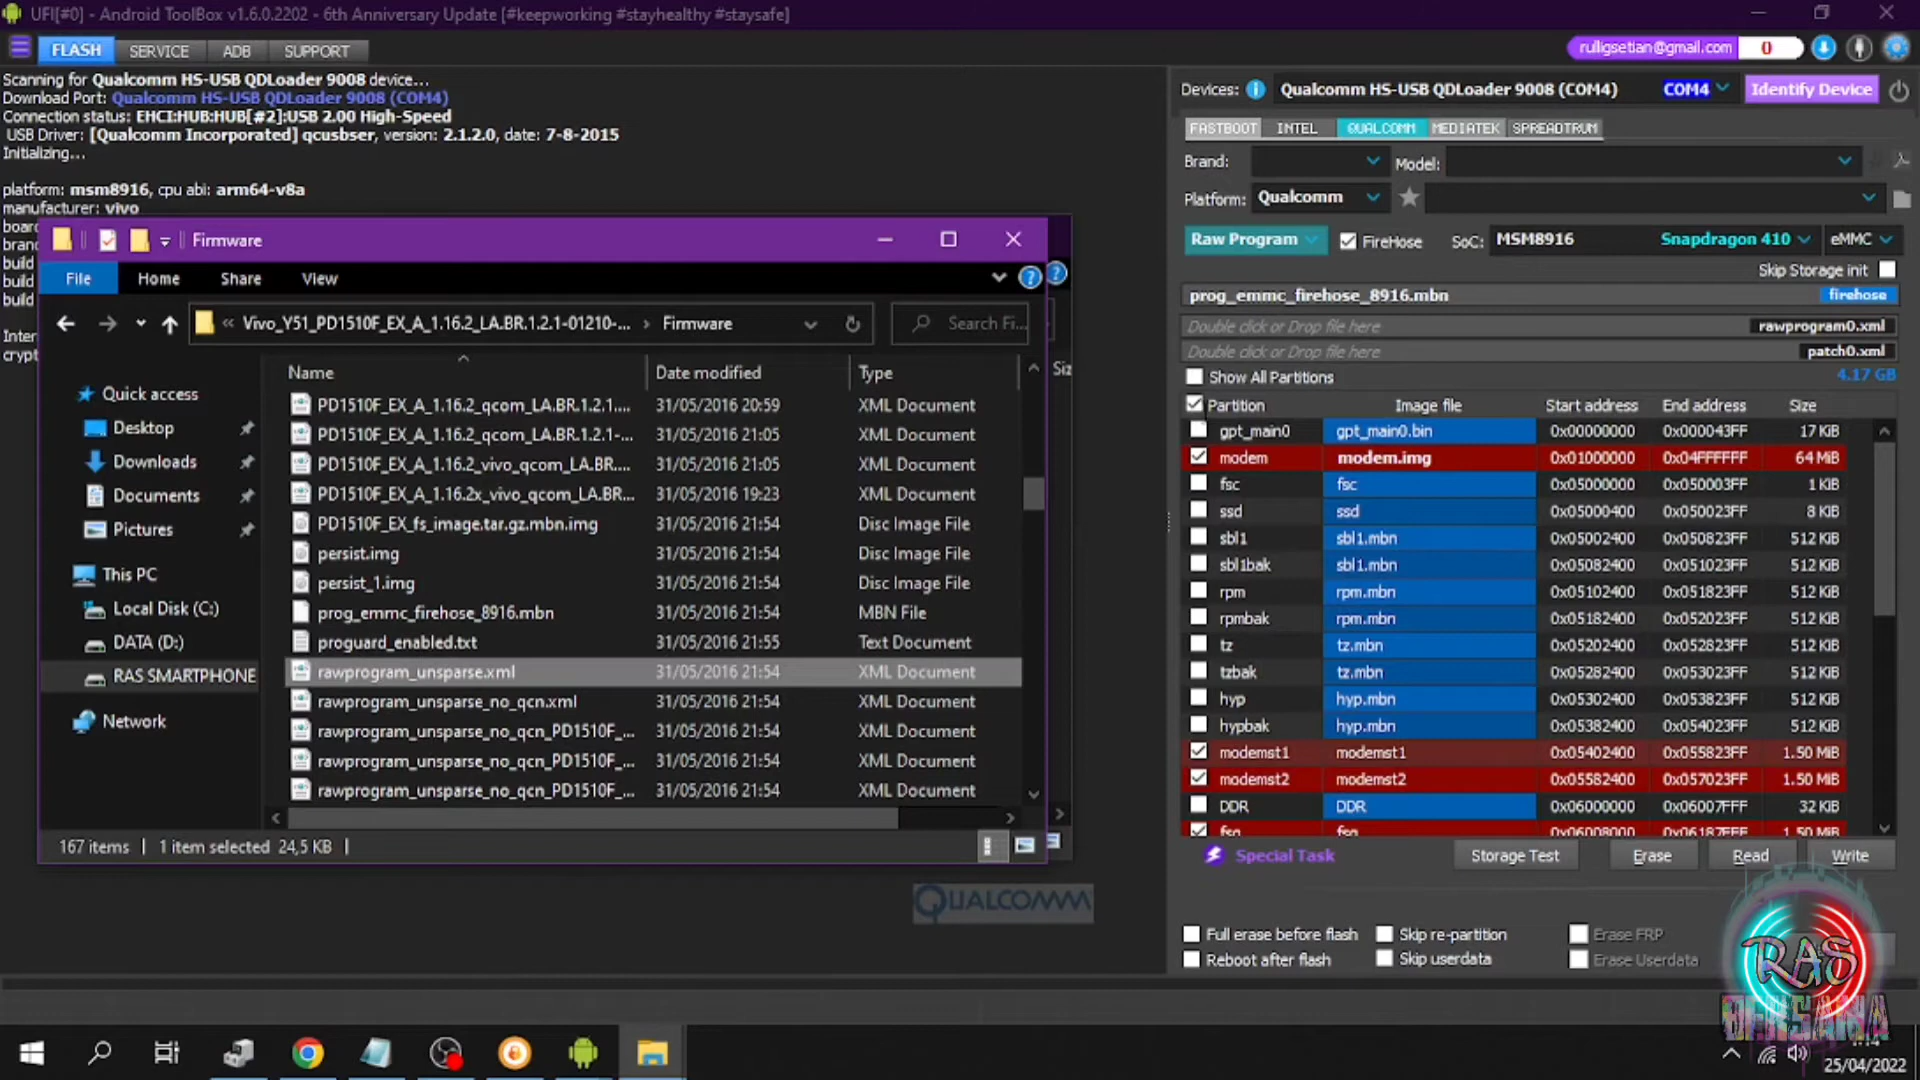 UFI[#0] - Android ToolBox v1.6.0.2202 - 6th Anniversary Update [#keepworking #stayhealthy #staysafe]
FLASH SERVICE ADB SUPPORT
rulligsetian@gmail.com 0
Scanning for Qualcomm HS-USB QDLoader 9008 device...
Download Port: Qualcomm HS-USB QDLoader 9008 (COM4)
Connection status: EHCI:HUB:HUB[#2]:USB 2.00 High-Speed
USB Driver: [Qualcomm Incorporated] qcusbser, version: 2.1.2.0, date: 7-8-2015
Initializing...
platform: msm8916, cpu abi: arm64-v8a
manufacturer: vivo
boar
bran
build
build
build
Inter
crypt
Firmware
File Home Share View
« Vivo_Y51_PD1510F_EX_A_1.16.2_LA.BR.1.2.1-01210-... › Firmware
Search Fi...
Quick access
Desktop
Downloads
Documents
Pictures
This PC
Local Disk (C:)
DATA (D:)
RAS SMARTPHONE
Network
Name Date modified Type Siz
PD1510F_EX_A_1.16.2_qcom_LA.BR.1.2.1.... 31/05/2016 20:59 XML Document
PD1510F_EX_A_1.16.2_qcom_LA.BR.1.2.1-... 31/05/2016 21:05 XML Document
PD1510F_EX_A_1.16.2_vivo_qcom_LA.BR.... 31/05/2016 21:05 XML Document
PD1510F_EX_A_1.16.2x_vivo_qcom_LA.BR... 31/05/2016 19:23 XML Document
PD1510F_EX_fs_image.tar.gz.mbn.img 31/05/2016 21:54 Disc Image File
persist.img 31/05/2016 21:54 Disc Image File
persist_1.img 31/05/2016 21:54 Disc Image File
prog_emmc_firehose_8916.mbn 31/05/2016 21:54 MBN File
proguard_enabled.txt 31/05/2016 21:55 Text Document
rawprogram_unsparse.xml 31/05/2016 21:54 XML Document
rawprogram_unsparse_no_qcn.xml 31/05/2016 21:54 XML Document
rawprogram_unsparse_no_qcn_PD1510F_... 31/05/2016 21:54 XML Document
rawprogram_unsparse_no_qcn_PD1510F_... 31/05/2016 21:54 XML Document
rawprogram_unsparse_no_qcn_PD1510F_... 31/05/2016 21:54 XML Document
167 items 1 item selected 24,5 KB
QUALCOMM
Devices: Qualcomm HS-USB QDLoader 9008 (COM4) COM4 Identify Device
FASTBOOT INTEL QUALCOMM MEDIATEK SPREADTRUM
Brand: Model:
Platform: Qualcomm
Raw Program FireHose SoC: MSM8916 Snapdragon 410 eMMC
Skip Storage init
prog_emmc_firehose_8916.mbn firehose
Double click or Drop file here rawprogram0.xml
Double click or Drop file here patch0.xml
Show All Partitions 4.17 GB
Partition Image file Start address End address Size
gpt_main0 gpt_main0.bin 0x00000000 0x000043FF 17 KiB
modem modem.img 0x01000000 0x04FFFFFF 64 MiB
fsc fsc 0x05000000 0x050003FF 1 KiB
ssd ssd 0x05000400 0x050023FF 8 KiB
sbl1 sbl1.mbn 0x05002400 0x050823FF 512 KiB
sbl1bak sbl1.mbn 0x05082400 0x051023FF 512 KiB
rpm rpm.mbn 0x05102400 0x051823FF 512 KiB
rpmbak rpm.mbn 0x05182400 0x052023FF 512 KiB
tz tz.mbn 0x05202400 0x052823FF 512 KiB
tzbak tz.mbn 0x05282400 0x053023FF 512 KiB
hyp hyp.mbn 0x05302400 0x053823FF 512 KiB
hypbak hyp.mbn 0x05382400 0x054023FF 512 KiB
modemst1 modemst1 0x05402400 0x055823FF 1.50 MiB
modemst2 modemst2 0x05582400 0x057023FF 1.50 MiB
DDR DDR 0x06000000 0x06007FFF 32 KiB
fsg fsg 0x06008000 0x06187FFF 1.50 MiB
Special Task Storage Test Erase Read Write
Full erase before flash Skip re-partition Erase FRP
Reboot after flash Skip userdata Erase Userdata
RAS
BERSAMA
25/04/2022